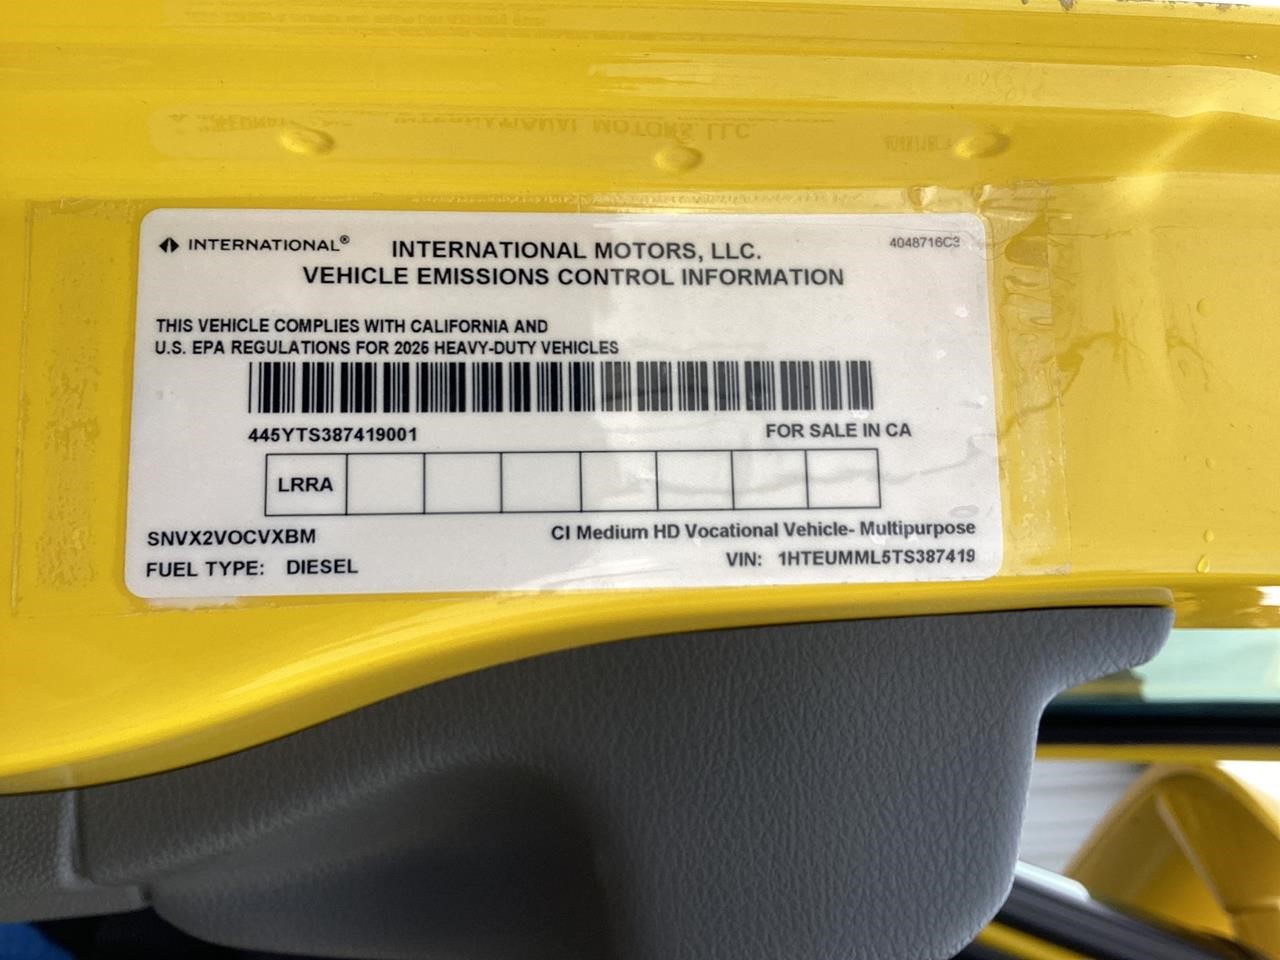 INTERNATIONAL®
INTERNATIONAL MOTORS, LLC.
4048716C3
VEHICLE EMISSIONS CONTROL INFORMATION
THIS VEHICLE COMPLIES WITH CALIFORNIA AND
U.S. EPA REGULATIONS FOR 2026 HEAVY-DUTY VEHICLES
445YTS387419001
FOR SALE IN CA
LRRA
SNVX2VOCVXBM
CI Medium HD Vocational Vehicle- Multipurpose
FUEL TYPE: DIESEL
VIN: 1HTEUMML5TS387419